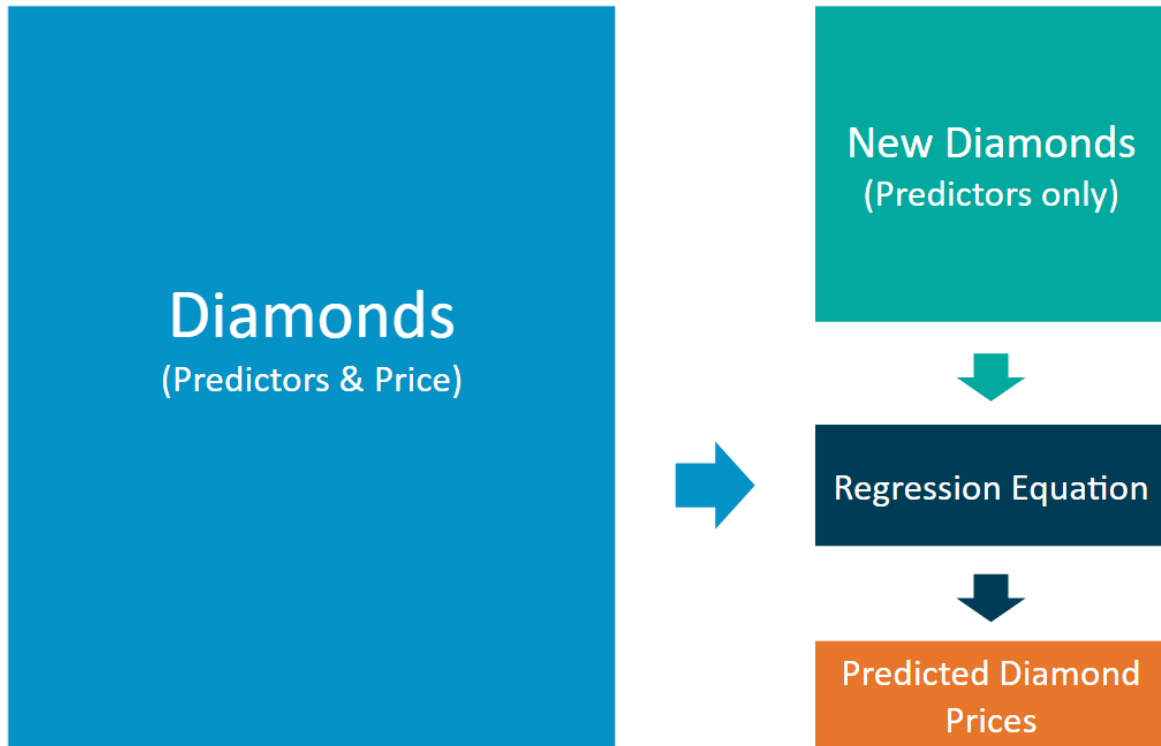 Diamonds
(Predictors & Price)
New Diamonds
(Predictors only)
Regression Equation
Predicted Diamond
Prices